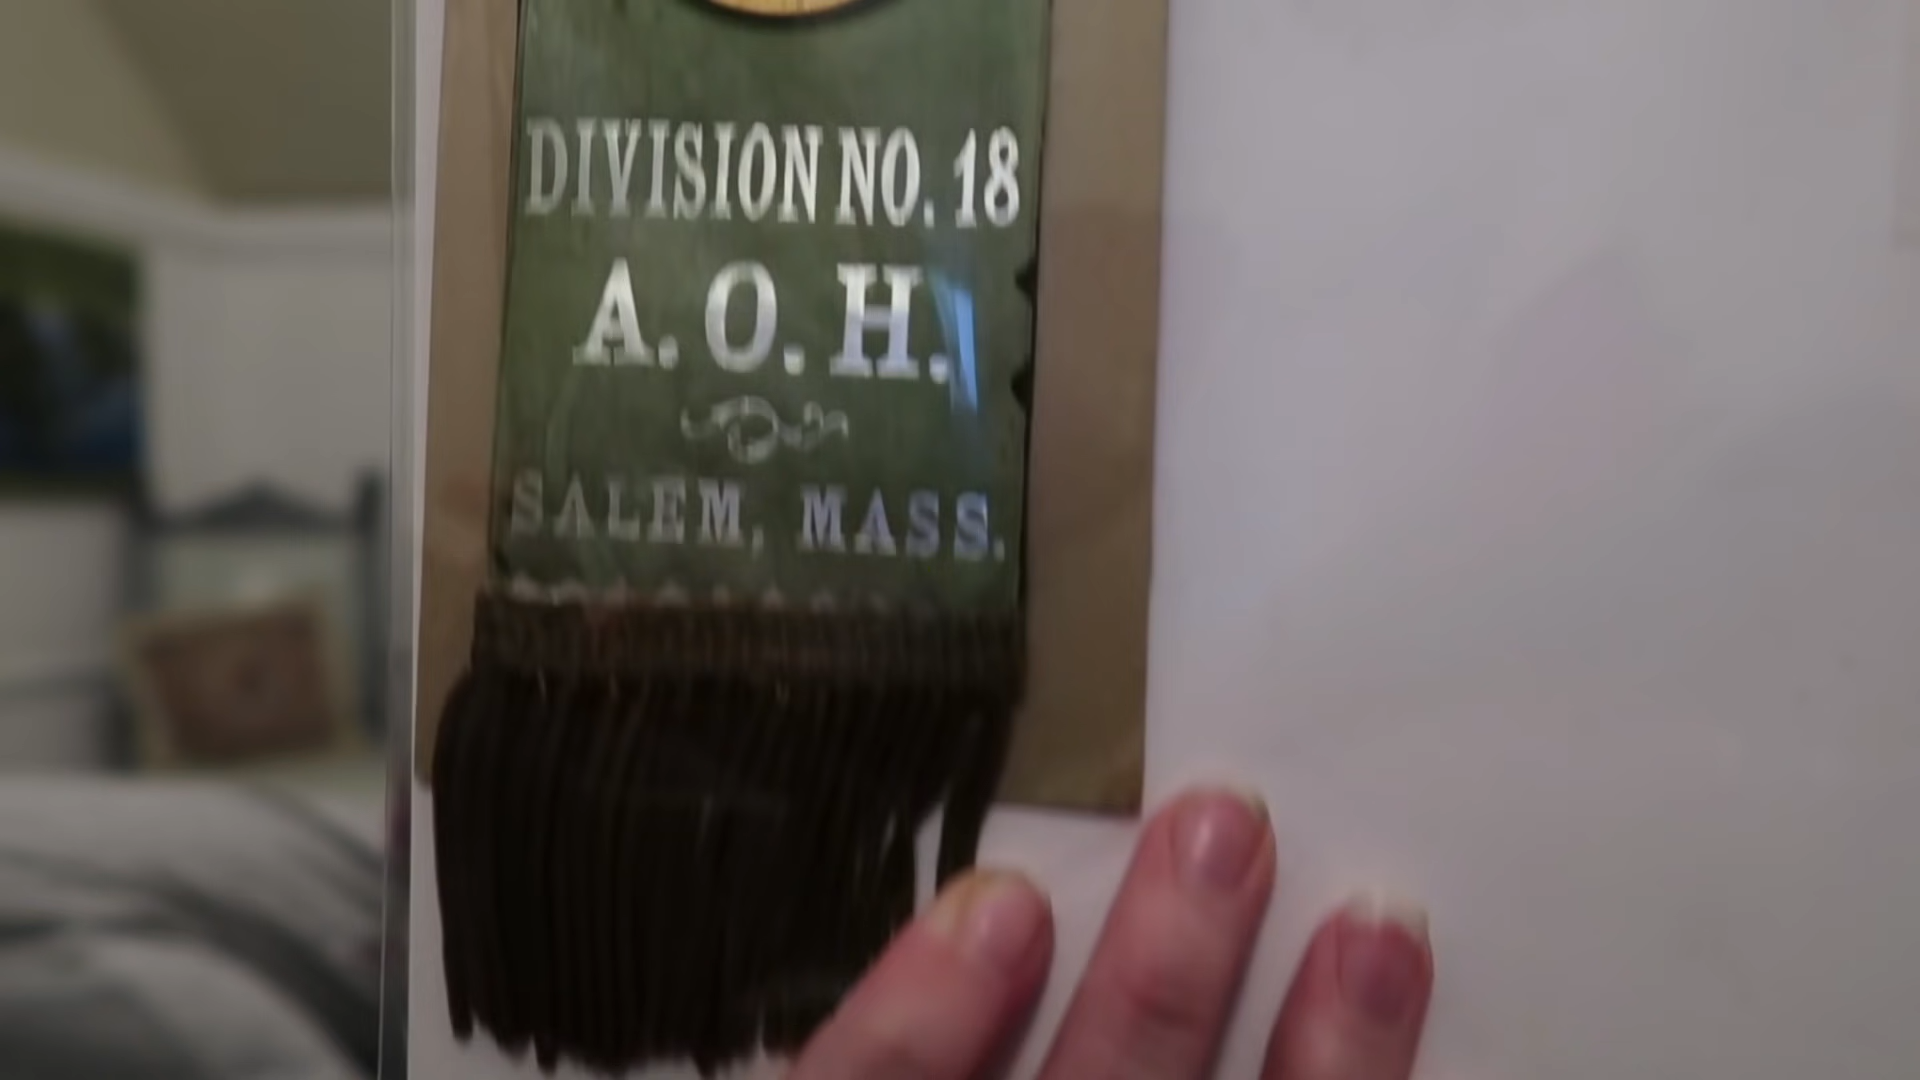 DIVISION NO. 18
A. O. H.
SALEM, MASS.